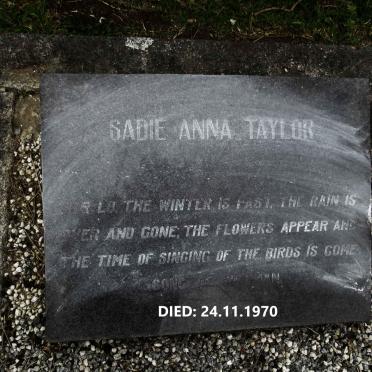 SADIE ANNA TAYLOR
LO THE WINTER IS PAST, THE RAIN IS
OVER AND GONE; THE FLOWERS APPEAR AND
THE TIME OF SINGING OF THE BIRDS IS COME
DIED: 24.11.1970